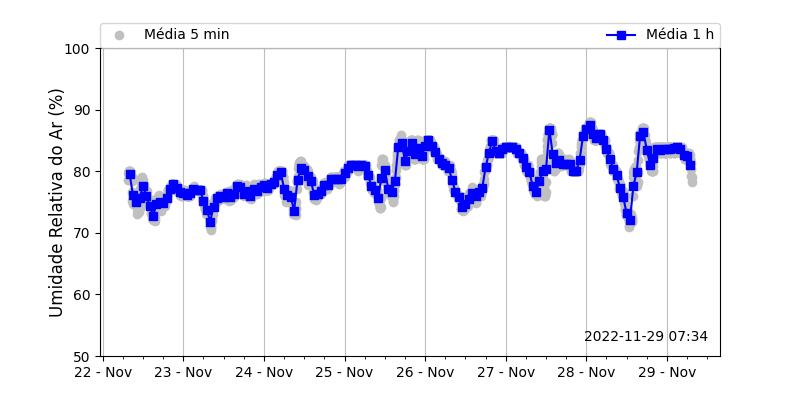 Média 5 min Média 1 h
Umidade Relativa do Ar (%)
100
90
80
70
60
50
2022-11-29 07:34
22 - Nov 23 - Nov 24 - Nov 25 - Nov 26 - Nov 27 - Nov 28 - Nov 29 - Nov